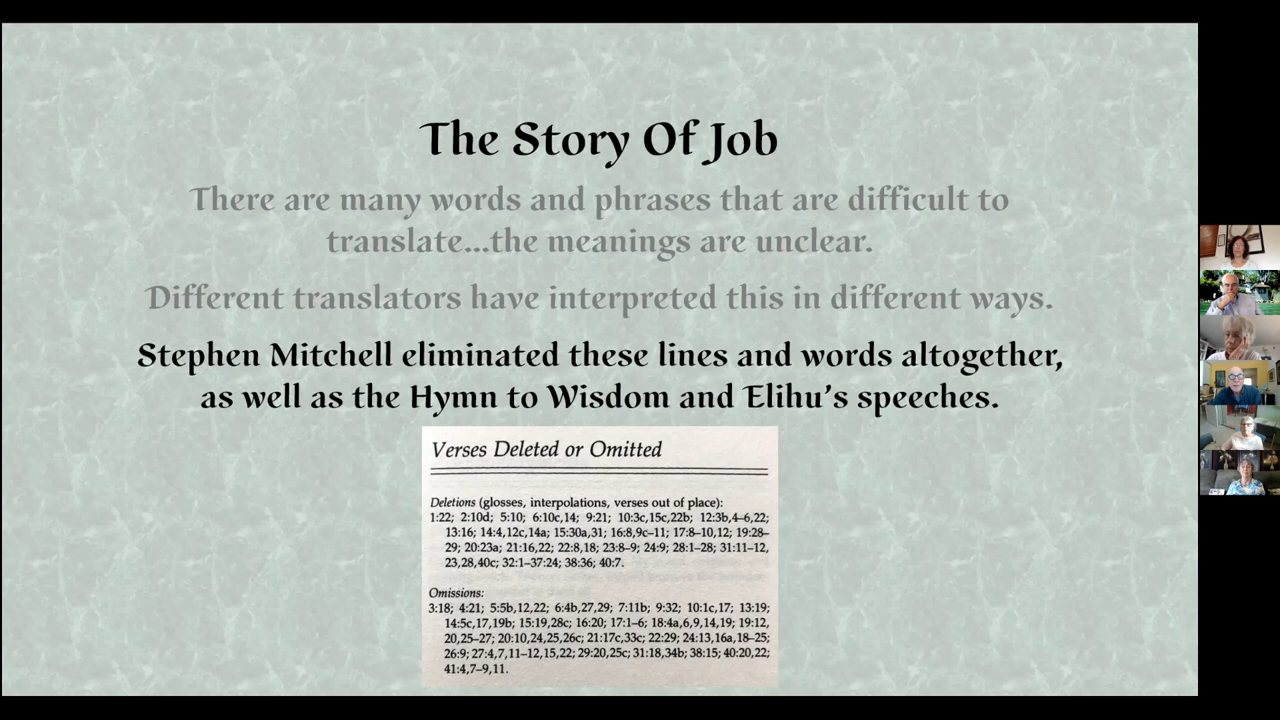 The Story Of Job
There are many words and phrases that are difficult to
translate...the meanings are unclear.
Different translators have interpreted this in different ways.
Stephen Mitchell eliminated these lines and words altogether,
as well as the Hymn to Wisdom and Elihu's speeches.
Verses Deleted or Omitted
Deletions (glosses, interpolations, verses out of place):
1:22; 2:10d; 5:10; 6:10c,14; 9:21; 10:3c,15c,22b; 12:3b,4–6,22;
13:16; 14:4,12c,14a; 15:30a,31; 16:8,9c–11; 17:8–10,12; 19:28–
29; 20:23a; 21:16,22; 22:8,18; 23:8–9; 24:9; 28:1–28; 31:11–12,
23,28,40c; 32:1–37:24; 38:36; 40:7.
Omissions:
3:18; 4:21; 5:5b,12,22; 6:4b,27,29; 7:11b; 9:32; 10:1c,17; 13:19;
14:5c,17,19b; 15:19,28c; 16:20; 17:1–6; 18:4a,6,9,14,19; 19:12,
20,25–27; 20:10,24,25,26c; 21:17c,33c; 22:29; 24:13,16a,18–25;
26:9; 27:4,7,11–12,15,22; 29:20,25c; 31:18,34b; 38:15; 40:20,22;
41:4,7–9,11.